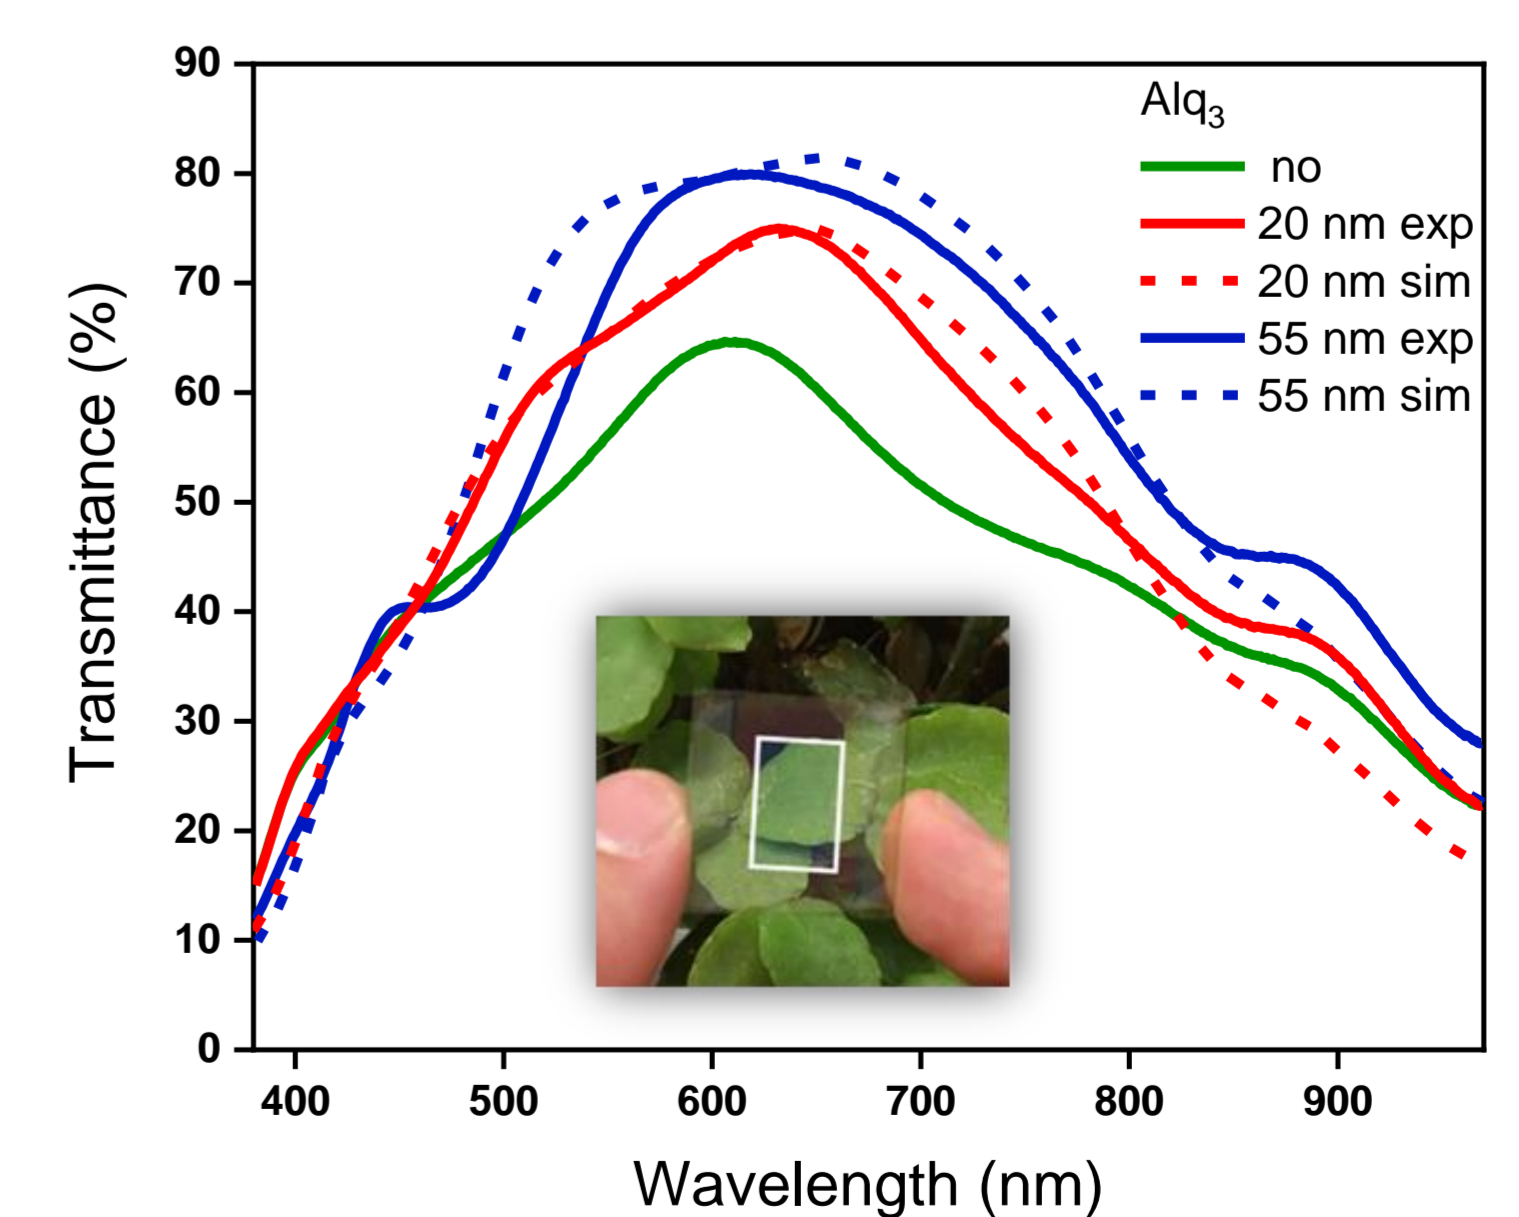 90
80
70
60
50
40
30
20
10
0
Transmittance (%)
400 500 600 700 800 900
Wavelength (nm)
Alq₃
no
20 nm exp
20 nm sim
55 nm exp
55 nm sim